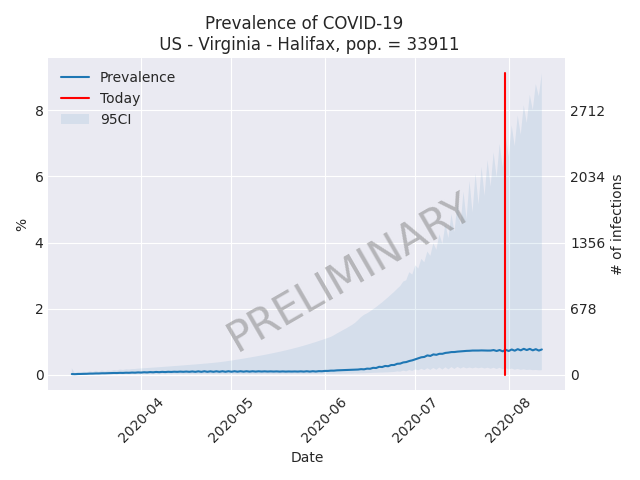 Prevalence of COVID-19
US - Virginia - Halifax, pop. = 33911
Prevalence
Today
95CI
8
6
4
2
0
%
2712
2034
1356
678
0
# of infections
PRELIMINARY
2020-04
2020-05
2020-06
2020-07
2020-08
Date